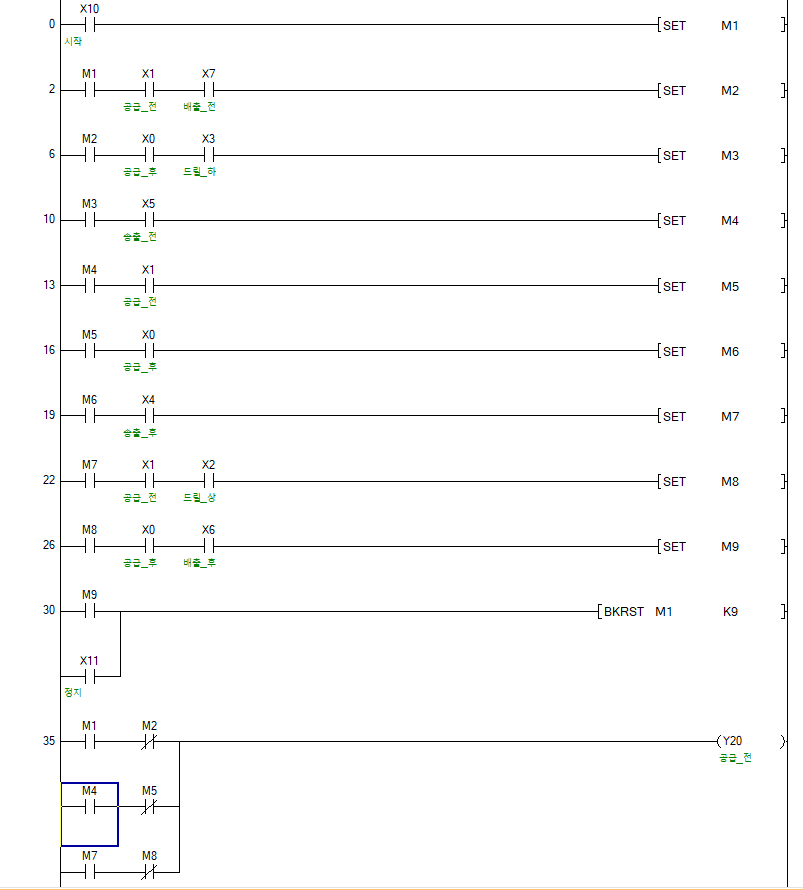 X10
0 [SET M1 ]
시작
M1 X1 X7
2 [SET M2 ]
공급_전 배출_전
M2 X0 X3
6 [SET M3 ]
공급_후 드릴_하
M3 X5
10 [SET M4 ]
송출_전
M4 X1
13 [SET M5 ]
공급_전
M5 X0
16 [SET M6 ]
공급_후
M6 X4
19 [SET M7 ]
송출_후
M7 X1 X2
22 [SET M8 ]
공급_전 드릴_상
M8 X0 X6
26 [SET M9 ]
공급_후 배출_후
M9
30 [BKRST M1 K9 ]
X11
정지
M1 M2
35 (Y20 )
공급_전
M4 M5
M7 M8